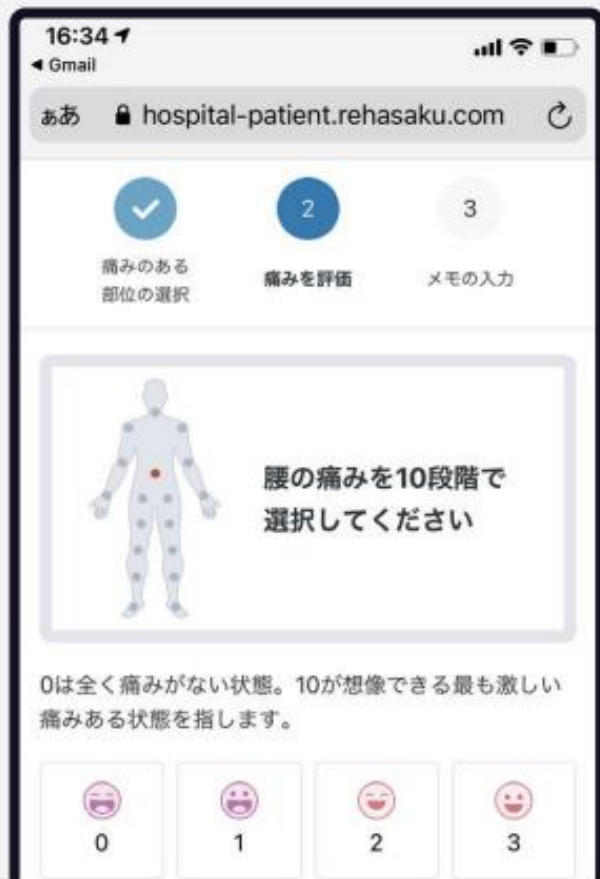 16:34
◀ Gmail
ぁあ hospital-patient.rehasaku.com
2
3
痛みのある
部位の選択
痛みを評価
メモの入力
腰の痛みを10段階で
選択してください
0は全く痛みがない状態。10が想像できる最も激しい
痛みある状態を指します。
0
1
2
3